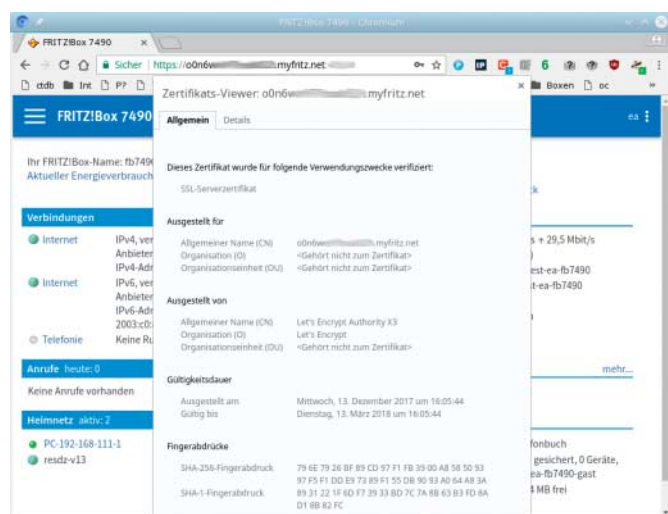 FRITZ!Box 7490 - Chromium
FRITZ!Box 7490
Sicher https://o0n6w myfritz.net
ctdb Int P? D Boxen oc »
Zertifikats-Viewer: o0n6w myfritz.net
FRITZ!Box 7490 ea
Allgemein Details
Ihr FRITZ!Box-Name: fb749
Aktueller Energieverbrauch
Dieses Zertifikat wurde für folgende Verwendungszwecke verifiziert:
SSL-Serverzertifikat
Verbindungen
Ausgestellt für
Internet IPv4, ver
Anbieter
IPv4-Adr
Allgemeiner Name (CN) o0n6w myfritz.net
Organisation (O) <Gehört nicht zum Zertifikat>
Organisationseinheit (OU) <Gehört nicht zum Zertifikat>
s + 29,5 Mbit/s
est-ea-fb7490
st-ea-fb7490
Internet IPv6, ver
Anbieter
IPv6-Adr
2003:c0:
Telefonie Keine Ru
Ausgestellt von
Allgemeiner Name (CN) Let's Encrypt Authority X3
Organisation (O) Let's Encrypt
Organisationseinheit (OU) <Gehört nicht zum Zertifikat>
Anrufe heute: 0 mehr...
Keine Anrufe vorhanden
Gültigkeitsdauer
Ausgestellt am Mittwoch, 13. Dezember 2017 um 16:05:44
Gültig bis Dienstag, 13. März 2018 um 16:05:44
Heimnetz aktiv: 2
PC-192-168-111-1
resdz-v13
Fingerabdrücke
SHA-256-Fingerabdruck 79 6E 79 26 BF 89 CD 97 F1 FB 39 00 A8 58 50 93
97 F5 F1 DD E9 73 89 F1 55 DB 90 93 A0 64 A8 3A
SHA-1-Fingerabdruck 89 31 22 1F 6D F7 39 33 BD 7C 7A 8B 63 B3 FD 8A
D1 8B 82 FC
fonbuch
gesichert, 0 Geräte,
ea-fb7490-gast
MB frei